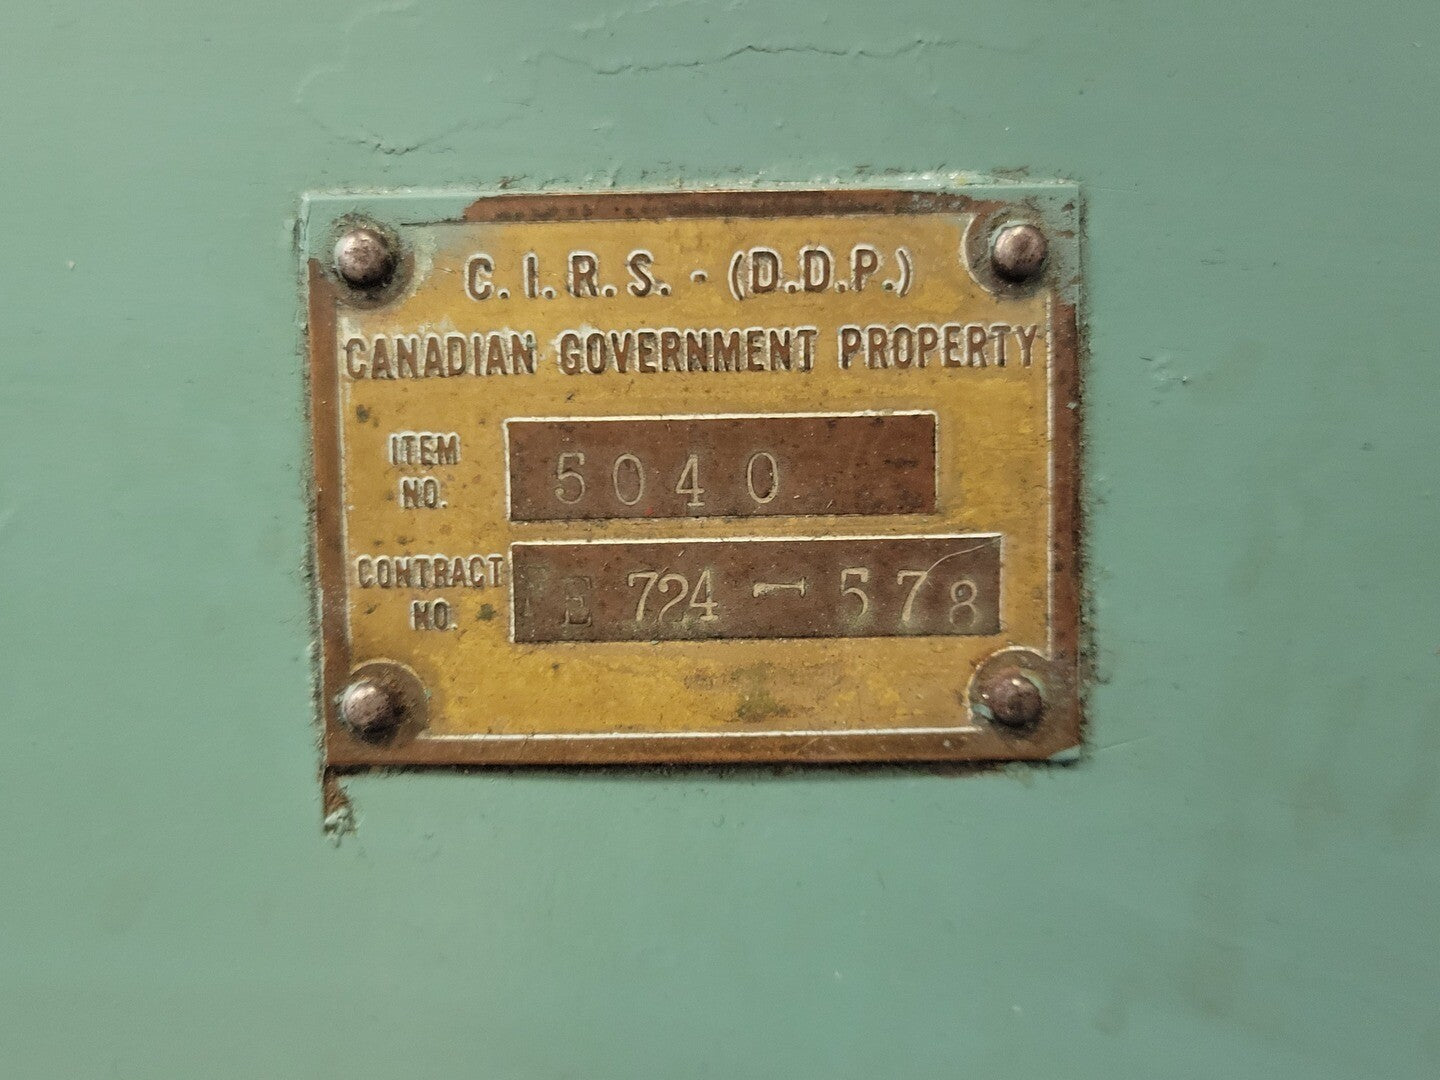 C.I.R.S. - (D.D.P.)
CANADIAN GOVERNMENT PROPERTY
ITEM NO. 5040
CONTRACT NO. E 724-578